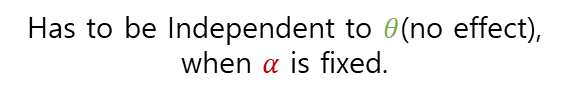 Has to be Independent to θ(no effect),
when α is fixed.